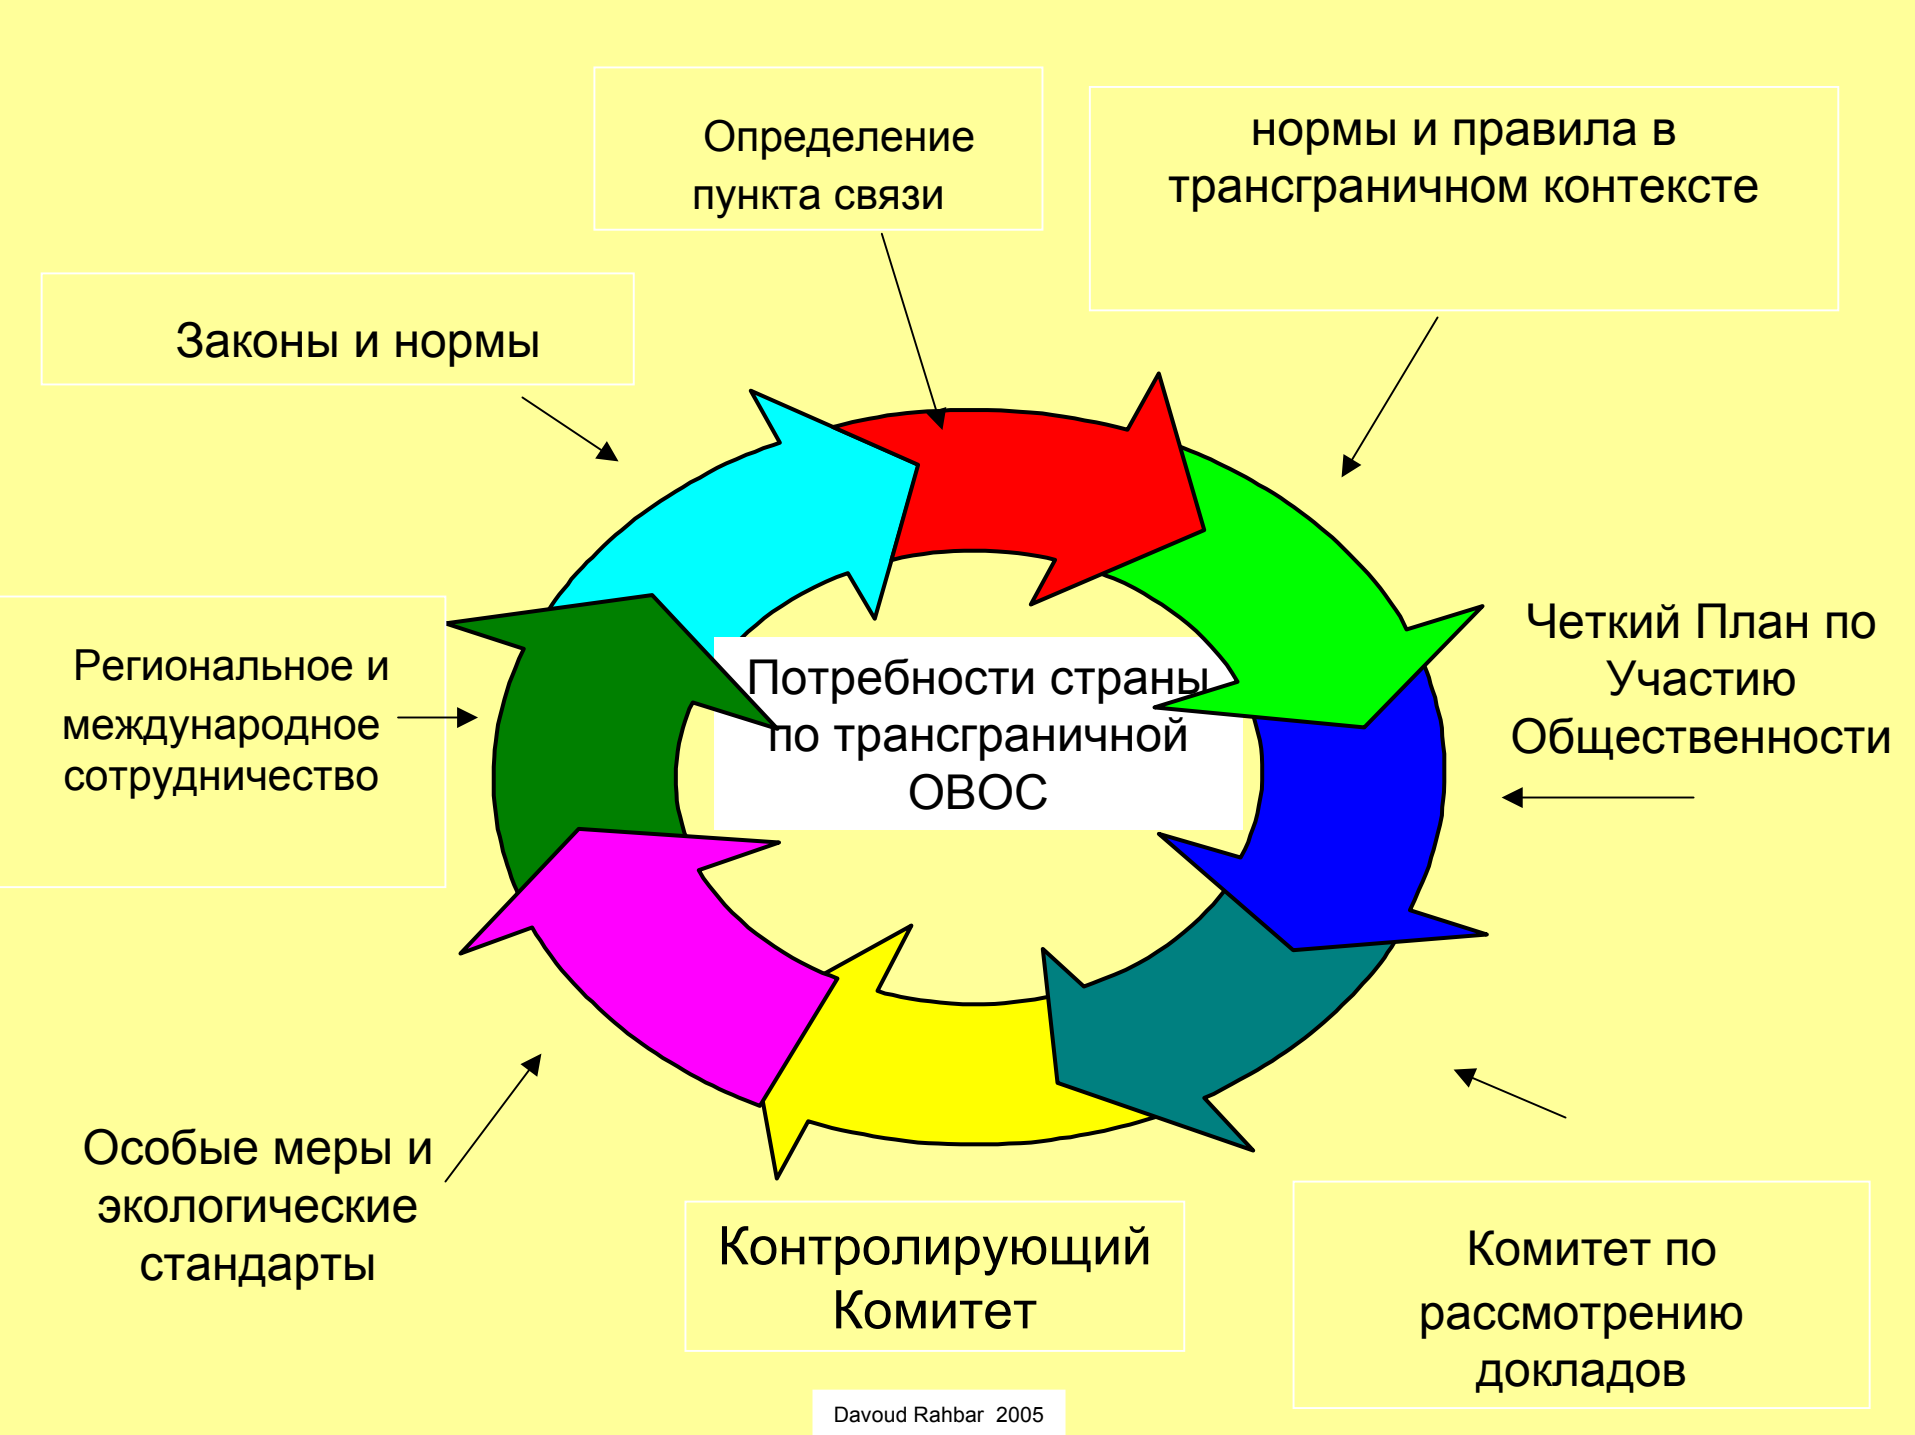 Определение
пункта связи
нормы и правила в
трансграничном контексте
Законы и нормы
Региональное и
международное
сотрудничество
Потребности страны
по трансграничной
ОВОС
Четкий План по
Участию
Общественности
Особые меры и
экологические
стандарты
Контролирующий
Комитет
Комитет по
рассмотрению
докладов
Davoud Rahbar 2005